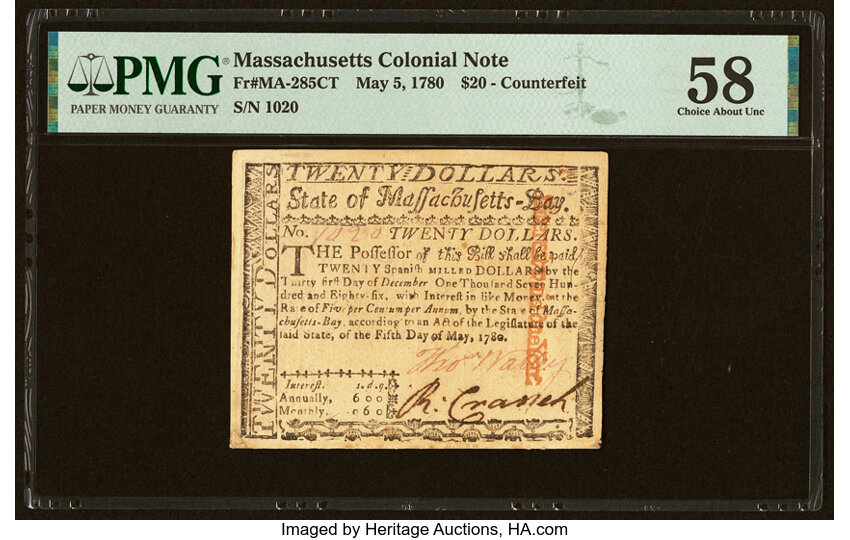 PMG®
PAPER MONEY GUARANTY
Massachusetts Colonial Note
Fr#MA-285CT May 5, 1780 $20 - Counterfeit
S/N 1020
58
Choice About Unc
TWENTY DOLLARS.
TWENTY DOLLARS
State of Maſſachuſetts-Bay.
No. TWENTY DOLLARS.
THE Poſſeſſor of this Bill ſhall be paid
TWENTY Spaniſh MILLED DOLLARS by the
Thirty firſt Day of December One Thouſand Seven Hun-
dred and Eighty-ſix, with Intereſt in like Money, at the
Rate of Five per Centum per Annum, by the State of Maſſa-
chuſetts-Bay, according to an Act of the Legiſlature of the
ſaid State, of the Fifth Day of May, 1780.
Intereſt. s. d. q.
Annually, 6 0 0
Monthly. 0 6 0
R. Cranch
Imaged by Heritage Auctions, HA.com